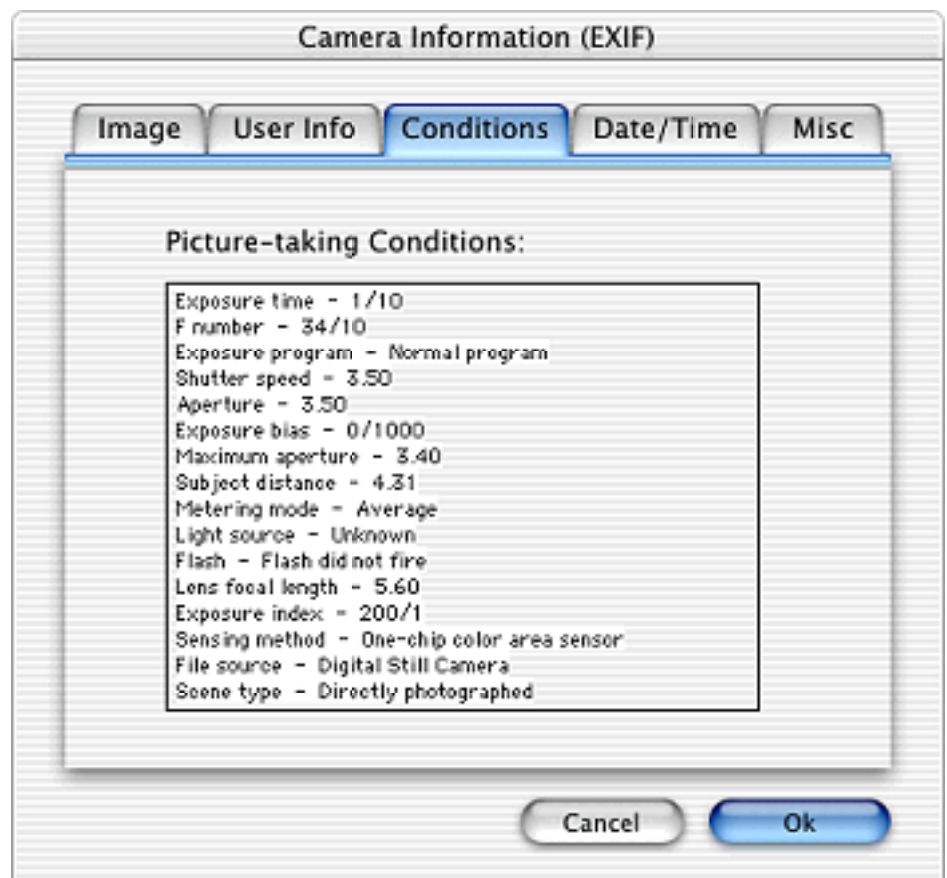 Camera Information (EXIF)
Image User Info Conditions Date/Time Misc
Picture-taking Conditions:
Exposure time - 1/10
F number - 34/10
Exposure program - Normal program
Shutter speed - 3.50
Aperture - 3.50
Exposure bias - 0/1000
Maximum aperture - 3.40
Subject distance - 4.31
Metering mode - Average
Light source - Unknown
Flash - Flash did not fire
Lens focal length - 5.60
Exposure index - 200/1
Sensing method - One-chip color area sensor
File source - Digital Still Camera
Scene type - Directly photographed
Cancel Ok